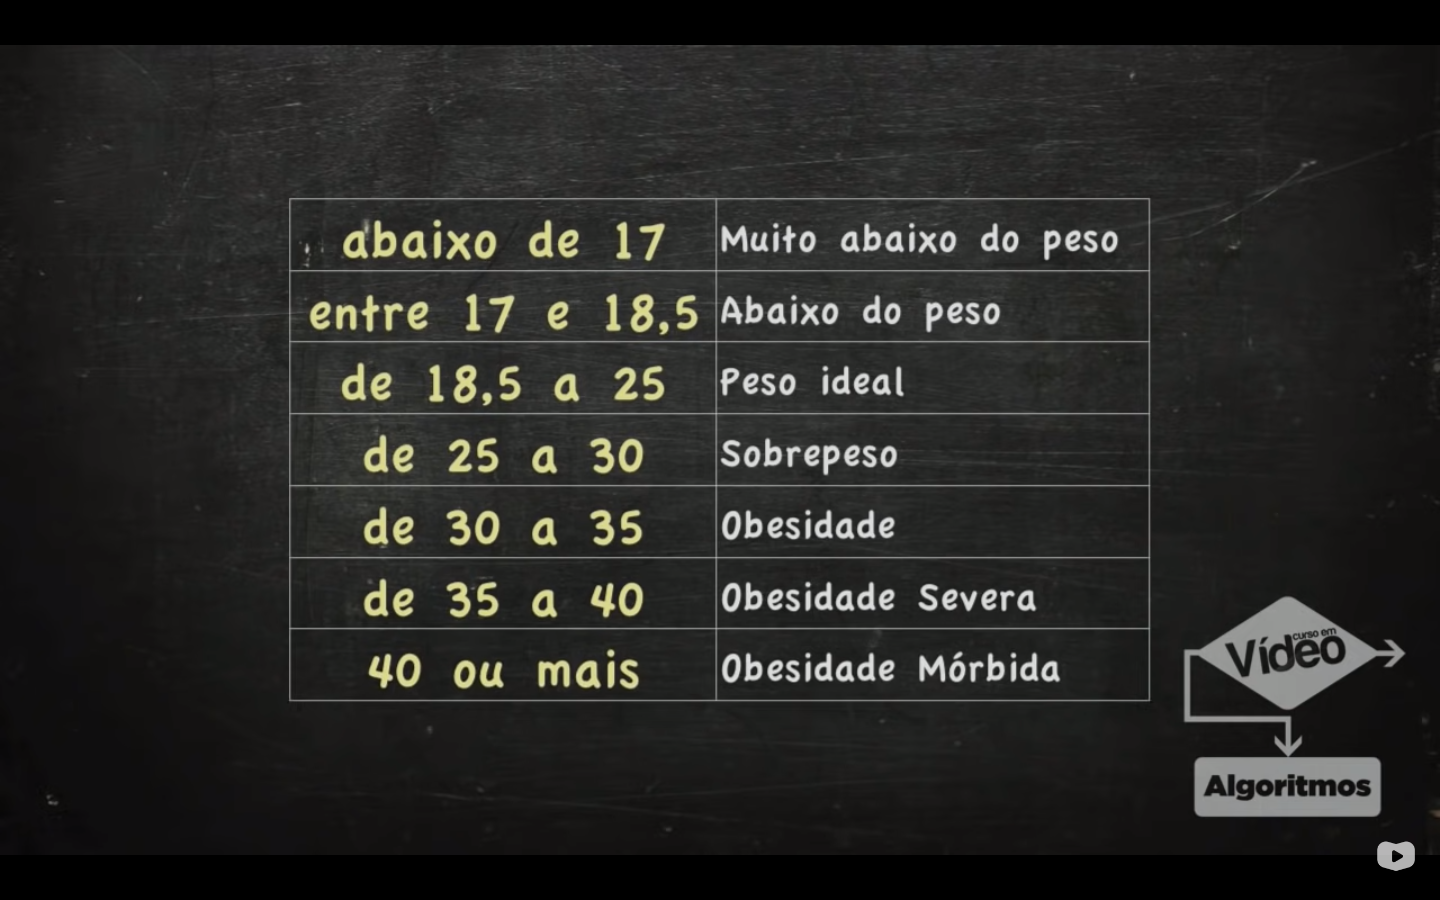 abaixo de 17 Muito abaixo do peso
entre 17 e 18,5 Abaixo do peso
de 18,5 a 25 Peso ideal
de 25 a 30 Sobrepeso
de 30 a 35 Obesidade
de 35 a 40 Obesidade Severa
40 ou mais Obesidade Mórbida
curso em
Vídeo
Algoritmos